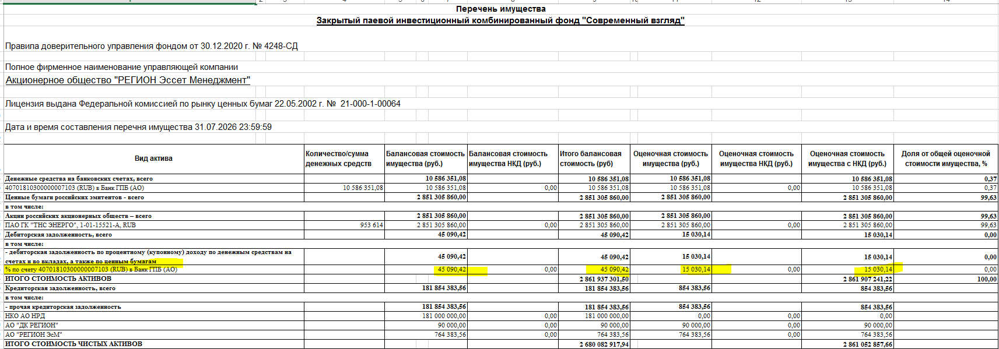 Перечень имущества
Закрытый паевой инвестиционный комбинированный фонд "Современный взгляд"
Правила доверительного управления фондом от 30.12.2020 г. № 4248-СД
Полное фирменное наименование управляющей компании
Акционерное общество "РЕГИОН Эссет Менеджмент"
Лицензия выдана Федеральной комиссией по рынку ценных бумаг 22.05.2002 г. № 21-000-1-00064
Дата и время составления перечня имущества 31.07.2026 23:59:59
Вид актива Количество/сумма денежных средств Балансовая стоимость имущества (руб.) Балансовая стоимость имущества НКД (руб.) Итого балансовая стоимость (руб) Оценочная стоимость имущества (руб.) Оценочная стоимость имущества НКД (руб.) Оценочная стоимость имущества с НКД (руб.) Доля от общей оценочной стоимости имущества, %
Денежные средства на банковских счетах, всего 10 586 351,08 10 586 351,08 10 586 351,08 10 586 351,08 0,37
40701810300000007103 (RUB) в Банк ГПБ (АО) 10 586 351,08 10 586 351,08 0,00 10 586 351,08 10 586 351,08 0,00 10 586 351,08 0,37
Ценные бумаги российских эмитентов - всего 2 851 305 860,00 2 851 305 860,00 2 851 305 860,00 2 851 305 860,00 99,63
в том числе:
Акции российских акционерных обществ – всего 2 851 305 860,00 2 851 305 860,00 2 851 305 860,00 2 851 305 860,00 99,63
ПАО ГК "ТНС ЭНЕРГО", 1-01-15521-A, RUB 953 614 2 851 305 860,00 0,00 2 851 305 860,00 2 851 305 860,00 0,00 2 851 305 860,00 99,63
Дебиторская задолженность, всего 45 090,42 45 090,42 15 030,14 15 030,14 0,00
в том числе:
- дебиторская задолженность по процентному (купонному) доходу по денежным средствам на
счетах и во вкладах, а также по ценным бумагам 45 090,42 45 090,42 15 030,14 15 030,14 0,00
% по счету 40701810300000007103 (RUB) в Банк ГПБ (АО) 45 090,42 0,00 45 090,42 15 030,14 0,00 15 030,14 0,00
ИТОГО СТОИМОСТЬ АКТИВОВ 2 861 937 301,50 2 861 907 241,22 100,00
Кредиторская задолженность, всего 181 854 383,56 181 854 383,56 854 383,56 854 383,56
в том числе:
- прочая кредиторская задолженность 181 854 383,56 181 854 383,56 854 383,56 854 383,56
НКО АО НРД 181 000 000,00 0,00 181 000 000,00 0,00 0,00 0,00
АО "ДК РЕГИОН" 90 000,00 0,00 90 000,00 90 000,00 0,00 90 000,00
АО "РЕГИОН ЭсМ" 764 383,56 0,00 764 383,56 764 383,56 0,00 764 383,56
ИТОГО СТОИМОСТЬ ЧИСТЫХ АКТИВОВ 2 680 082 917,94 2 861 052 857,66